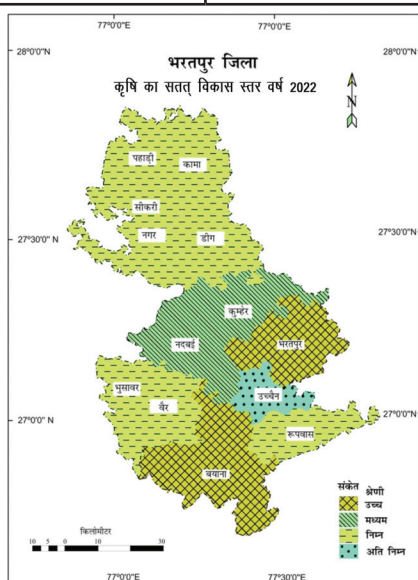 77°0'0"E 77°0'0"E
28°0'0"N 28°0'0"N
भरतपुर जिला
कृषि का सतत् विकास स्तर वर्ष 2022
N
पहाड़ी कामा
सीकरी
नगर डीग
27°30'0" N 27°30'0"N
कुम्हेर
नदबई भरतपुर
भुसावर उच्चैन
वैर
27°0'0" N 27°0'0"N
रूपवास
बयाना
संकेत श्रेणी
उच्च
मध्यम
निम्न
अति निम्न
किलोमीटर
10 5 0 10 30
77°0'0"E 77°30'0"E